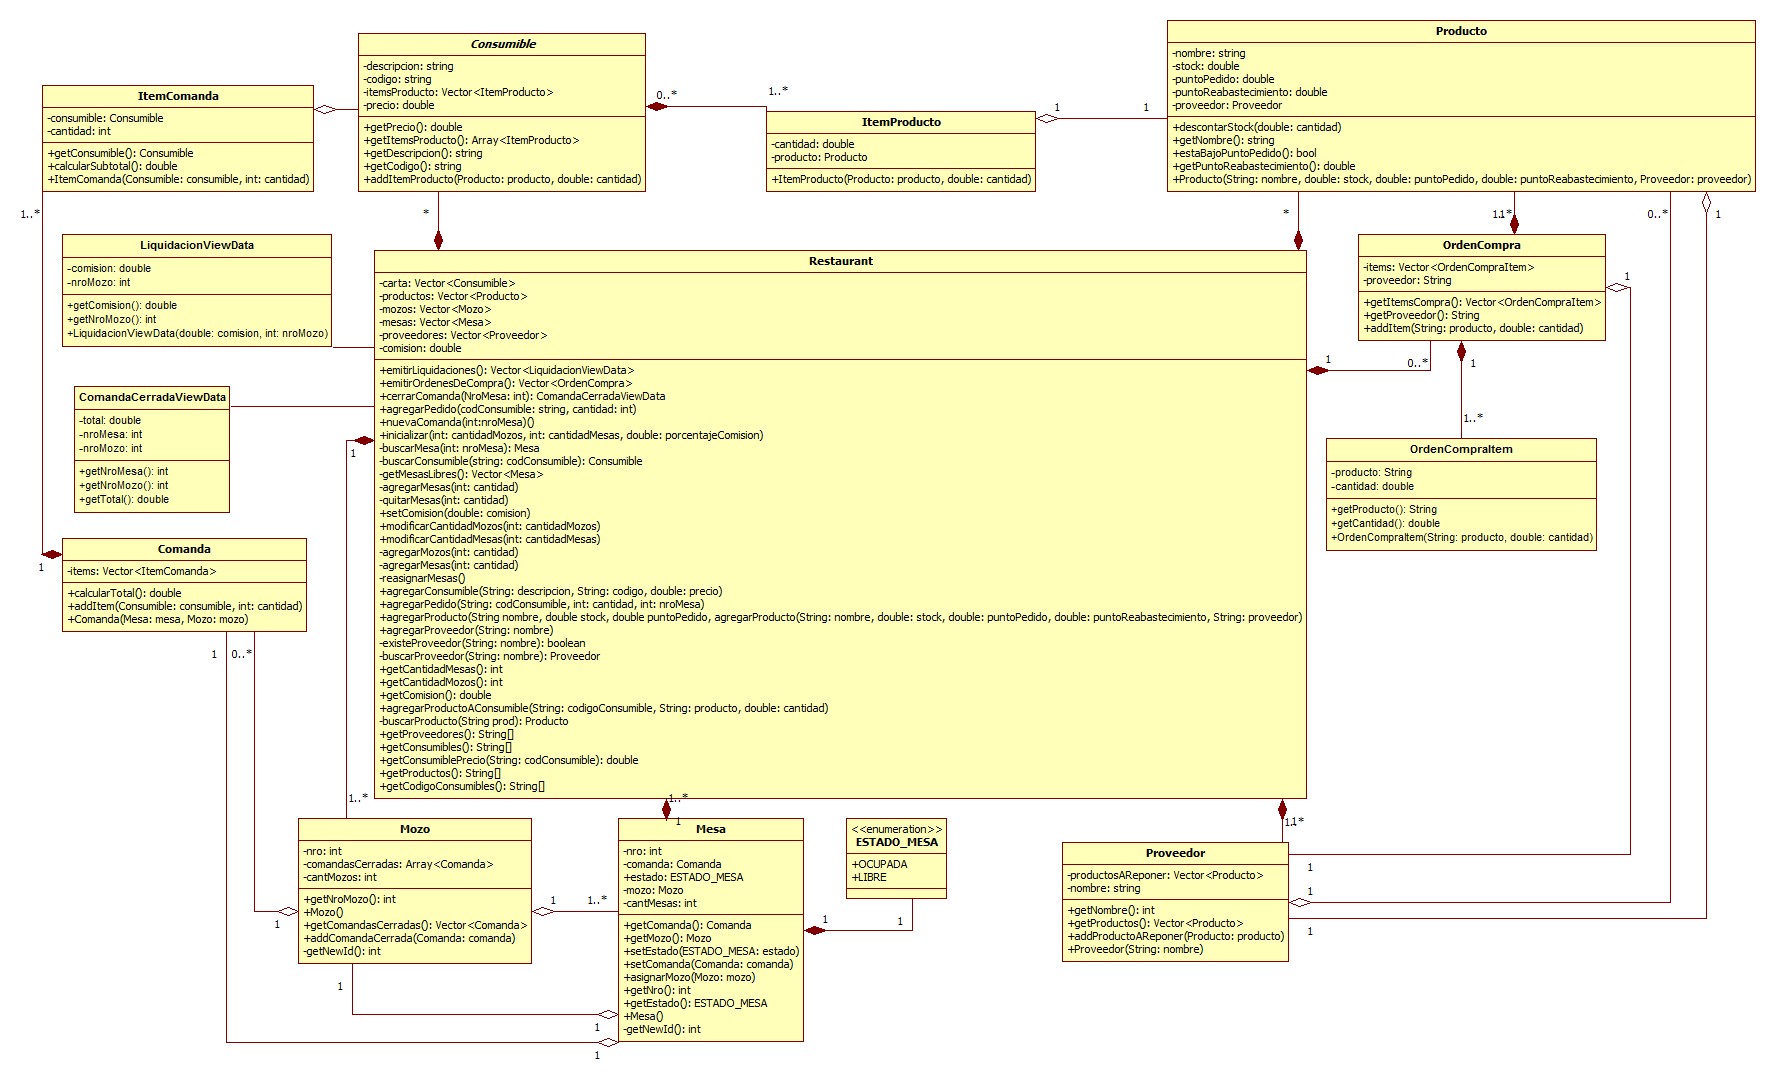 Consumible
-descripcion: string
-codigo: string
-itemsProducto: Vector<ItemProducto>
-precio: double
+getPrecio(): double
+getItemsProducto(): Array<ItemProducto>
+getDescripcion(): string
+getCodigo(): string
+addItemProducto(Producto: producto, double: cantidad)
Producto
-nombre: string
-stock: double
-puntoPedido: double
-puntoReabastecimiento: double
-proveedor: Proveedor
+descontarStock(double: cantidad)
+getNombre(): string
+estaBajoPuntoPedido(): bool
+getPuntoReabastecimiento(): double
+Producto(String: nombre, double: stock, double: puntoPedido, double: puntoReabastecimiento, Proveedor: proveedor)
ItemComanda
-consumible: Consumible
-cantidad: int
+getConsumible(): Consumible
+calcularSubtotal(): double
+ItemComanda(Consumible: consumible, int: cantidad)
0..*
1..*
ItemProducto
-cantidad: double
-producto: Producto
+ItemProducto(Producto: producto, double: cantidad)
1
1
1..*
*
*
1
1..*
0..*
1
LiquidacionViewData
-comision: double
-nroMozo: int
+getComision(): double
+getNroMozo(): int
+LiquidacionViewData(double: comision, int: nroMozo)
OrdenCompra
-items: Vector<OrdenCompraItem>
-proveedor: String
+getItemsCompra(): Vector<OrdenCompraItem>
+getProveedor(): String
+addItem(String: producto, double: cantidad)
1
1
0..*
1
1..*
Restaurant
-carta: Vector<Consumible>
-productos: Vector<Producto>
-mozos: Vector<Mozo>
-mesas: Vector<Mesa>
-proveedores: Vector<Proveedor>
-comision: double
+emitirLiquidaciones(): Vector<LiquidacionViewData>
+emitirOrdenesDeCompra(): Vector<OrdenCompra>
+cerrarComanda(NroMesa: int): ComandaCerradaViewData
+agregarPedido(codConsumible: string, cantidad: int)
+nuevaComanda(int:nroMesa)()
+inicializar(int: cantidadMozos, int: cantidadMesas, double: porcentajeComision)
-buscarMesa(int: nroMesa): Mesa
-buscarConsumible(string: codConsumible): Consumible
-getMesasLibres(): Vector<Mesa>
-agregarMesas(int: cantidad)
-quitarMesas(int: cantidad)
+setComision(double: comision)
+modificarCantidadMozos(int: cantidadMozos)
+modificarCantidadMesas(int: cantidadMesas)
-agregarMozos(int: cantidad)
-agregarMesas(int: cantidad)
-reasignarMesas()
+agregarConsumible(String: descripcion, String: codigo, double: precio)
+agregarPedido(String: codConsumible, int: cantidad, int: nroMesa)
+agregarProducto(String nombre, double stock, double puntoPedido, agregarProducto(String: nombre, double: stock, double: puntoPedido, double: puntoReabastecimiento, String: proveedor)
+agregarProveedor(String: nombre)
-existeProveedor(String: nombre): boolean
-buscarProveedor(String: nombre): Proveedor
+getCantidadMesas(): int
+getCantidadMozos(): int
+getComision(): double
+agregarProductoAConsumible(String: codigoConsumible, String: producto, double: cantidad)
-buscarProducto(String prod): Producto
+getProveedores(): String[]
+getConsumibles(): String[]
+getConsumiblePrecio(String: codConsumible): double
+getProductos(): String[]
+getCodigoConsumibles(): String[]
ComandaCerradaViewData
-total: double
-nroMesa: int
-nroMozo: int
+getNroMesa(): int
+getNroMozo(): int
+getTotal(): double
OrdenCompraItem
-producto: String
-cantidad: double
+getProducto(): String
+getCantidad(): double
+OrdenCompraItem(String: producto, double: cantidad)
1
1
Comanda
-items: Vector<ItemComanda>
+calcularTotal(): double
+addItem(Consumible: consumible, int: cantidad)
+Comanda(Mesa: mesa, Mozo: mozo)
1
0..*
1..*
1..*
1
1
1..*
Mozo
-nro: int
-comandasCerradas: Array<Comanda>
-cantMozos: int
+getNroMozo(): int
+Mozo()
+getComandasCerradas(): Vector<Comanda>
+addComandaCerrada(Comanda: comanda)
-getNewId(): int
1
1
1..*
Mesa
-nro: int
-comanda: Comanda
+estado: ESTADO_MESA
-mozo: Mozo
-cantMesas: int
+getComanda(): Comanda
+getMozo(): Mozo
+setEstado(ESTADO_MESA: estado)
+setComanda(Comanda: comanda)
+asignarMozo(Mozo: mozo)
+getNro(): int
+getEstado(): ESTADO_MESA
+Mesa()
-getNewId(): int
<<enumeration>>
ESTADO_MESA
+OCUPADA
+LIBRE
1
1
Proveedor
-productosAReponer: Vector<Producto>
-nombre: string
+getNombre(): int
+getProductos(): Vector<Producto>
+addProductoAReponer(Producto: producto)
+Proveedor(String: nombre)
1
1
1
1
1
1